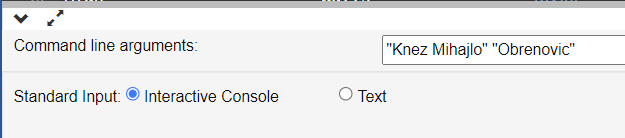 Command line arguments: "Knez Mihajlo" "Obrenovic"
Standard Input: Interactive Console Text